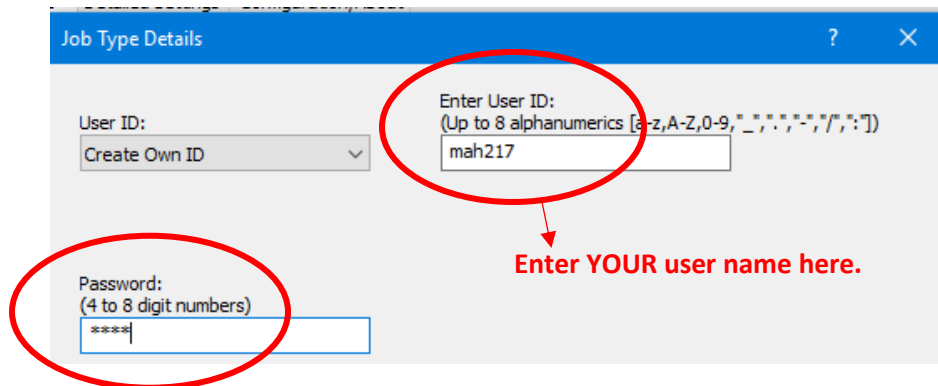 Job Type Details ? ×
User ID:
Create Own ID
Enter User ID:
(Up to 8 alphanumerics [a-z,A-Z,0-9,"_",".","-","/",":"])
mah217
Enter YOUR user name here.
Password:
(4 to 8 digit numbers)
****